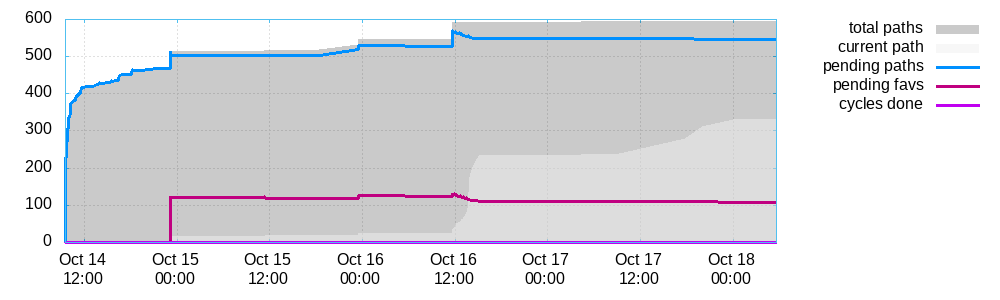 600
500
400
300
200
100
0
Oct 14
12:00
Oct 15
00:00
Oct 15
12:00
Oct 16
00:00
Oct 16
12:00
Oct 17
00:00
Oct 17
12:00
Oct 18
00:00
total paths
current path
pending paths
pending favs
cycles done